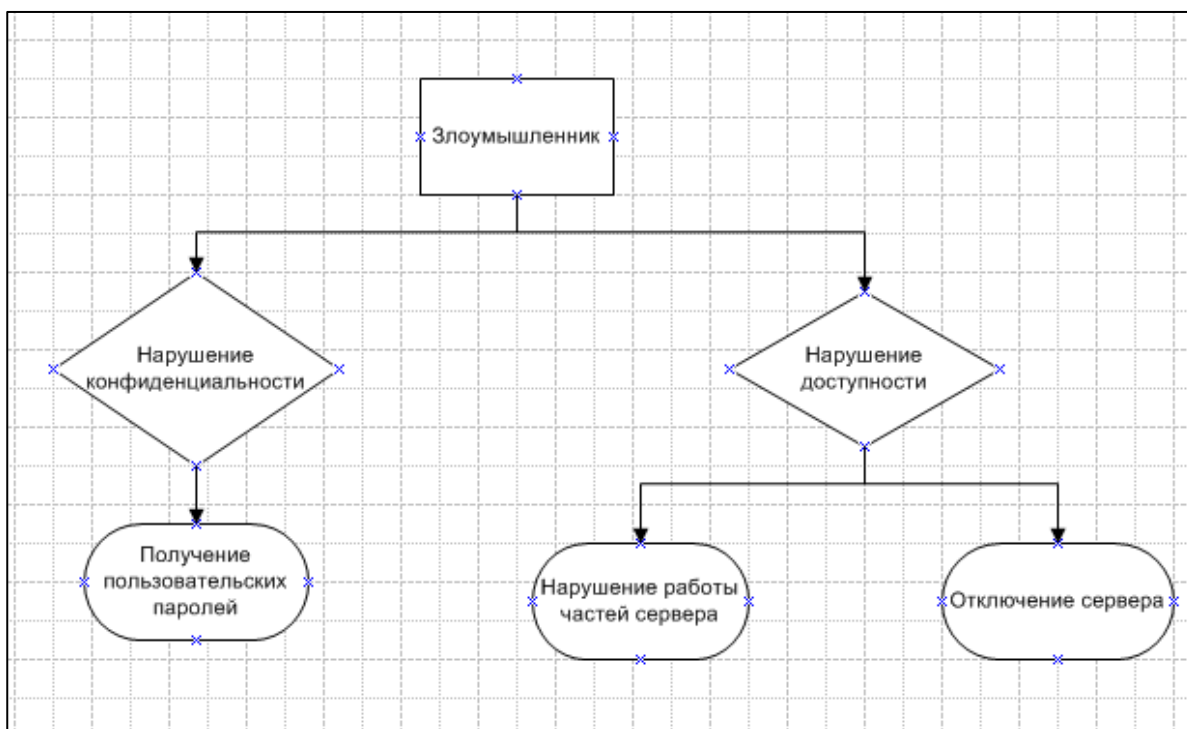 Злоумышленник
Нарушение
конфиденциальности
Нарушение
доступности
Получение
пользовательских
паролей
Нарушение работы
частей сервера
Отключение сервера